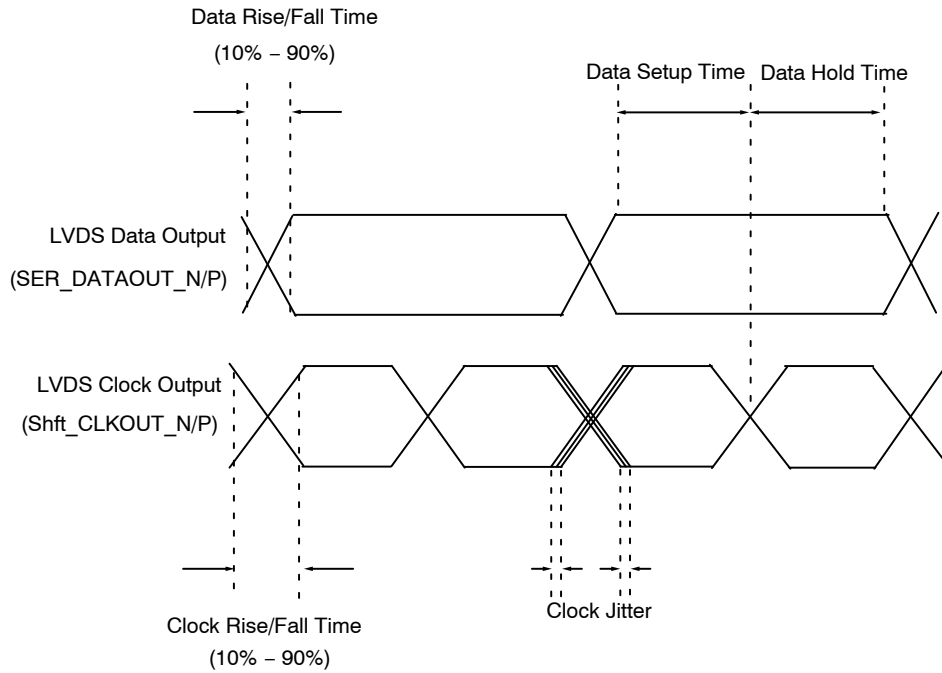 Data Rise/Fall Time
(10% − 90%)
Data Setup Time
Data Hold Time
LVDS Data Output
(SER_DATAOUT_N/P)
LVDS Clock Output
(Shft_CLKOUT_N/P)
Clock Jitter
Clock Rise/Fall Time
(10% − 90%)